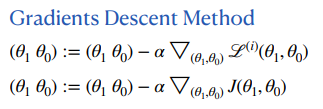 Gradients Descent Method
(θ₁ θ₀) := (θ₁ θ₀) − α ▽₍θ₁,θ₀₎ ℒ⁽ⁱ⁾(θ₁, θ₀)
(θ₁ θ₀) := (θ₁ θ₀) − α ▽₍θ₁,θ₀₎ J(θ₁, θ₀)